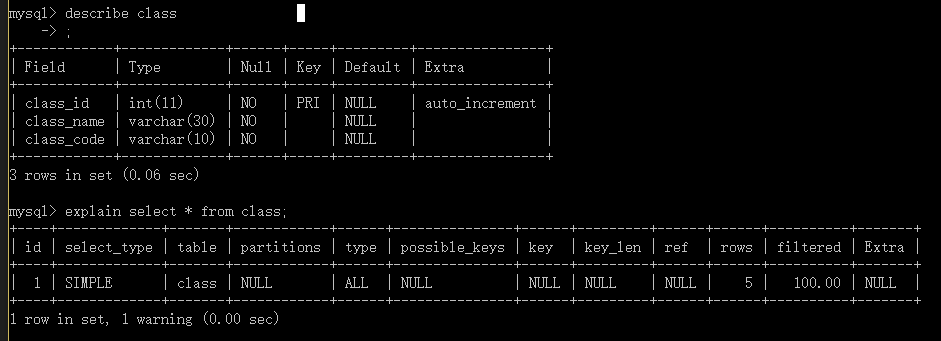 mysql> describe class
    -> ;
+------------+-------------+------+-----+---------+----------------+
| Field      | Type        | Null | Key | Default | Extra          |
+------------+-------------+------+-----+---------+----------------+
| class_id   | int(11)     | NO   | PRI | NULL    | auto_increment |
| class_name | varchar(30) | NO   |     | NULL    |                |
| class_code | varchar(10) | NO   |     | NULL    |                |
+------------+-------------+------+-----+---------+----------------+
3 rows in set (0.06 sec)

mysql> explain select * from class;
+----+-------------+-------+------------+------+---------------+------+---------+------+------+----------+-------+
| id | select_type | table | partitions | type | possible_keys | key  | key_len | ref  | rows | filtered | Extra |
+----+-------------+-------+------------+------+---------------+------+---------+------+------+----------+-------+
|  1 | SIMPLE      | class | NULL       | ALL  | NULL          | NULL | NULL    | NULL |    5 |   100.00 | NULL  |
+----+-------------+-------+------------+------+---------------+------+---------+------+------+----------+-------+
1 row in set, 1 warning (0.00 sec)